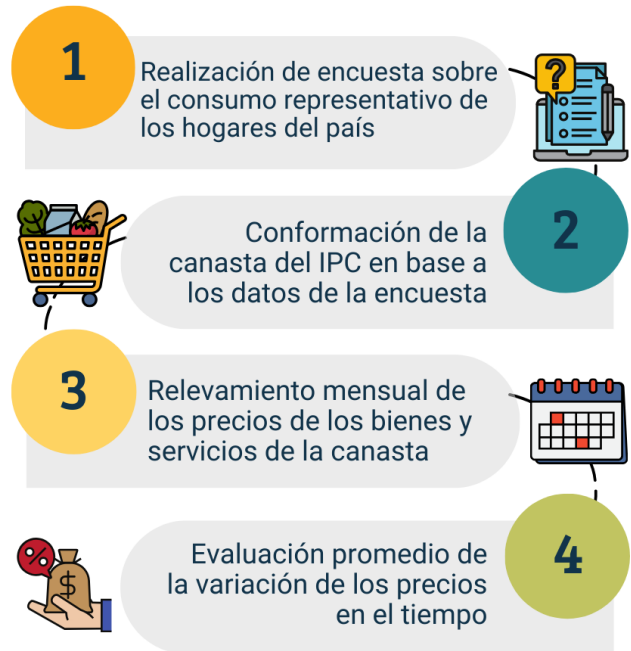 1
Realización de encuesta sobre
el consumo representativo de
los hogares del país
?
2
Conformación de la
canasta del IPC en base a
los datos de la encuesta
3
Relevamiento mensual de
los precios de los bienes y
servicios de la canasta
4
Evaluación promedio de
la variación de los precios
en el tiempo
%
$